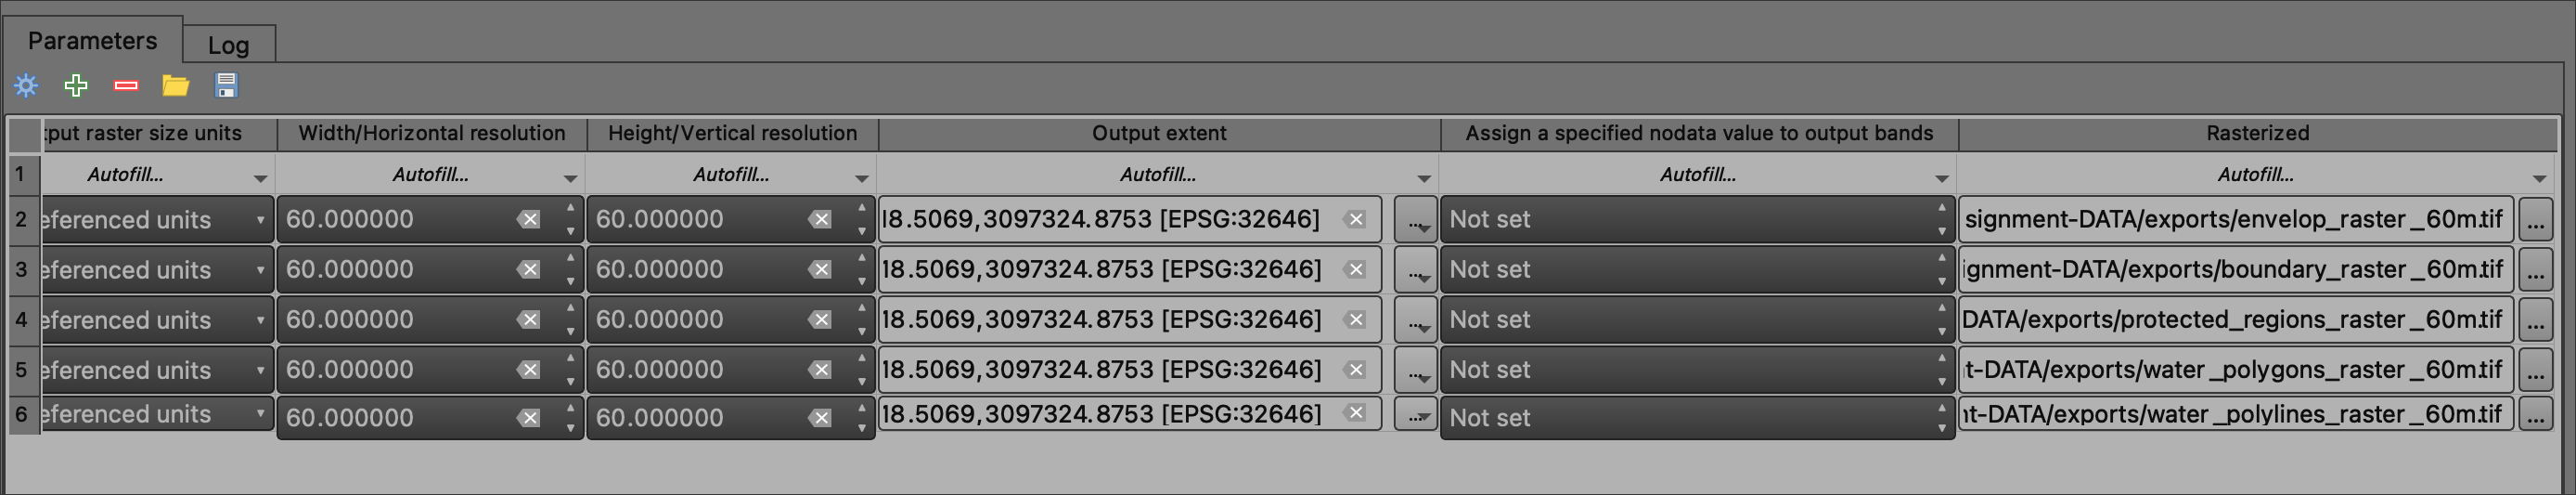 Parameters Log
tput raster size units Width/Horizontal resolution Height/Vertical resolution Output extent Assign a specified nodata value to output bands Rasterized
1 Autofill... Autofill... Autofill... Autofill... Autofill... Autofill...
2 eferenced units 60.000000 60.000000 18.5069,3097324.8753 [EPSG:32646] ... Not set signment-DATA/exports/envelop_raster_60m.tif ...
3 eferenced units 60.000000 60.000000 18.5069,3097324.8753 [EPSG:32646] ... Not set ignment-DATA/exports/boundary_raster_60m.tif ...
4 eferenced units 60.000000 60.000000 18.5069,3097324.8753 [EPSG:32646] ... Not set DATA/exports/protected_regions_raster_60m.tif ...
5 eferenced units 60.000000 60.000000 18.5069,3097324.8753 [EPSG:32646] ... Not set t-DATA/exports/water_polygons_raster_60m.tif ...
6 eferenced units 60.000000 60.000000 18.5069,3097324.8753 [EPSG:32646] ... Not set t-DATA/exports/water_polylines_raster_60m.tif ...